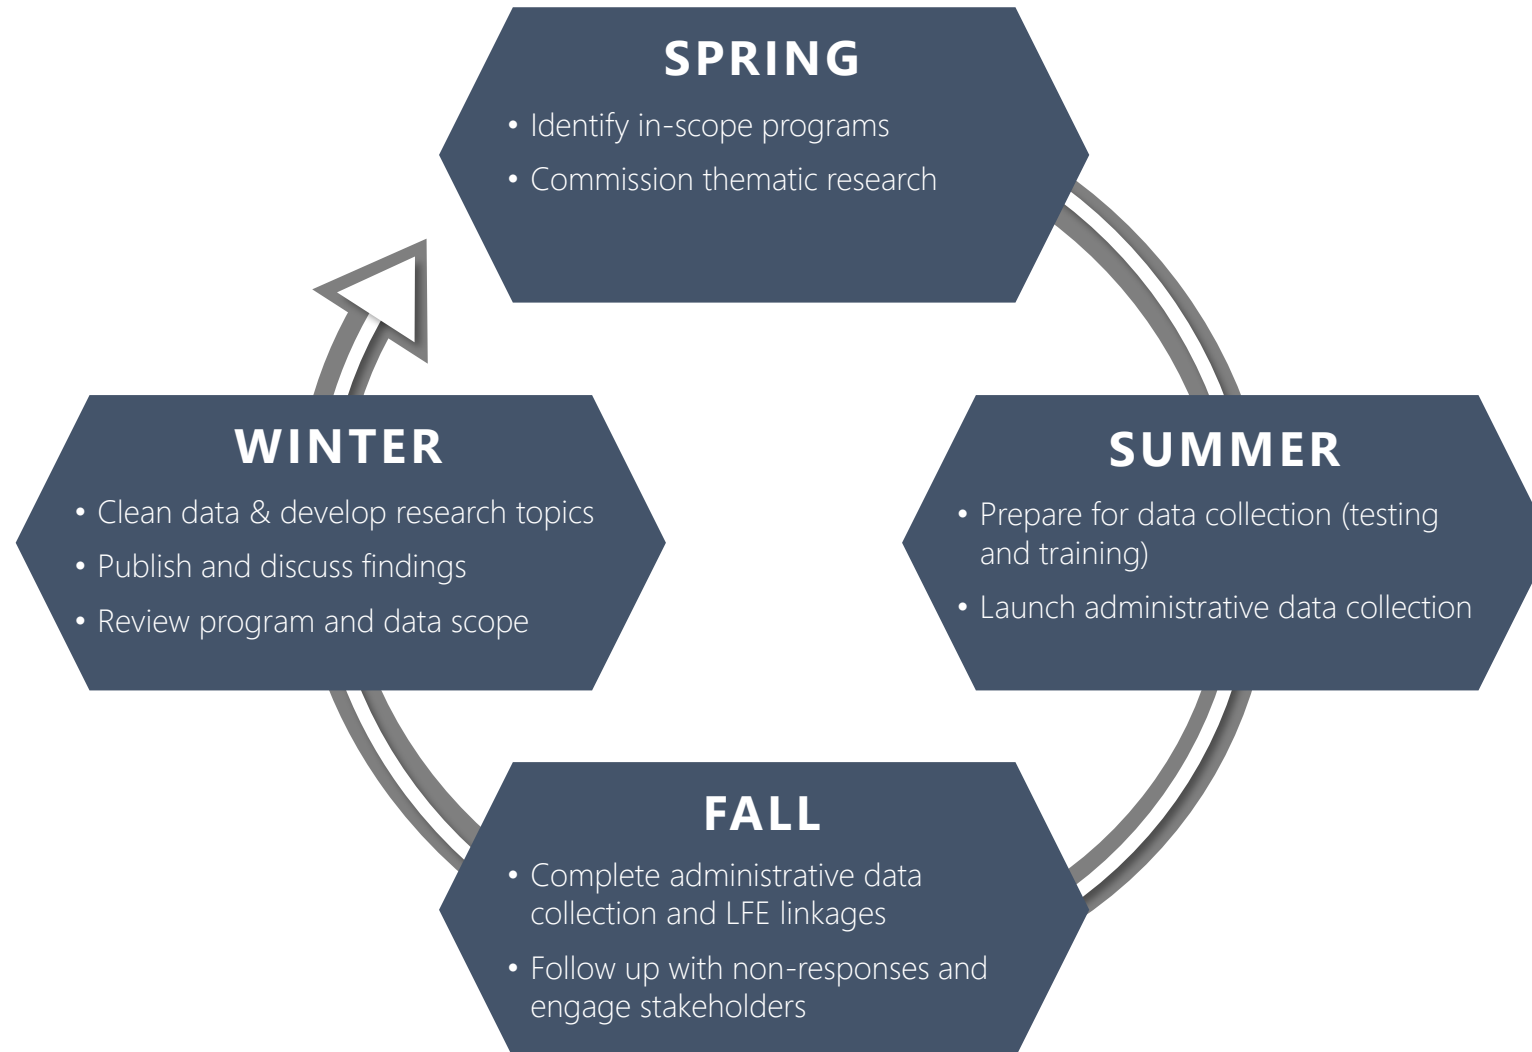 SPRING
• Identify in-scope programs
• Commission thematic research
SUMMER
• Prepare for data collection (testing
and training)
• Launch administrative data collection
FALL
• Complete administrative data
collection and LFE linkages
• Follow up with non-responses and
engage stakeholders
WINTER
• Clean data & develop research topics
• Publish and discuss findings
• Review program and data scope